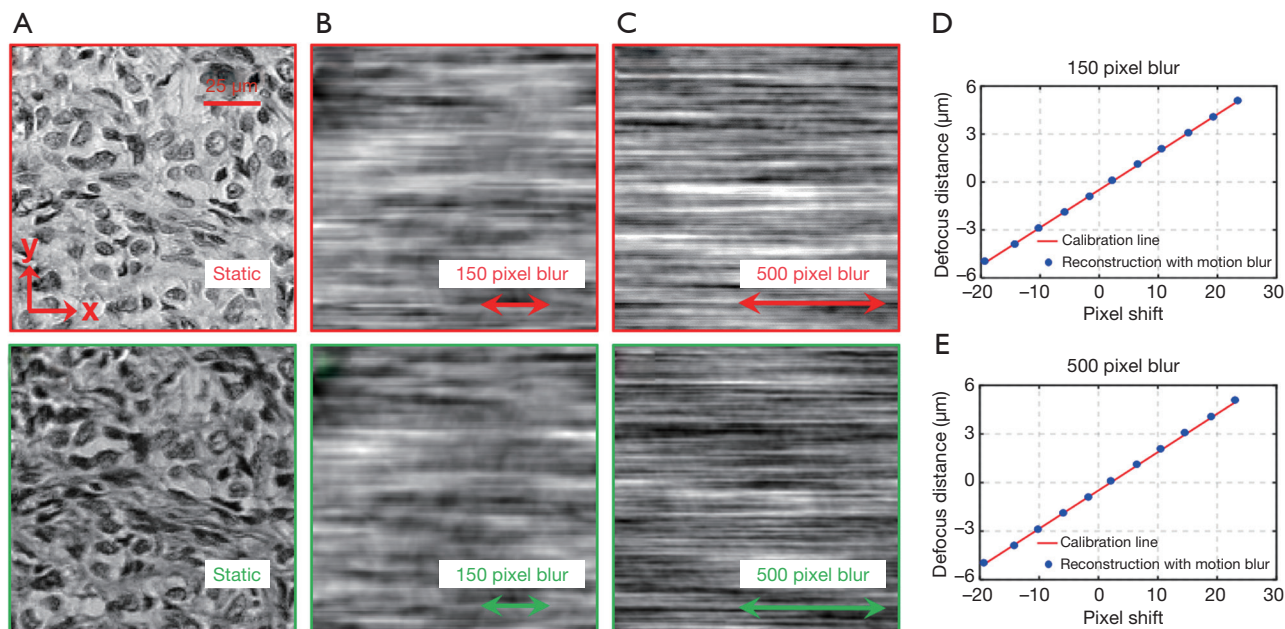 A
B
C
D
E
25 μm
y
x
Static
150 pixel blur
500 pixel blur
Static
150 pixel blur
500 pixel blur
150 pixel blur
Defocus distance (μm)
6
3
0
−3
−6
Calibration line
Reconstruction with motion blur
−20 −10 0 10 20 30
Pixel shift
500 pixel blur
Defocus distance (μm)
6
3
0
−3
−6
Calibration line
Reconstruction with motion blur
−20 −10 0 10 20 30
Pixel shift